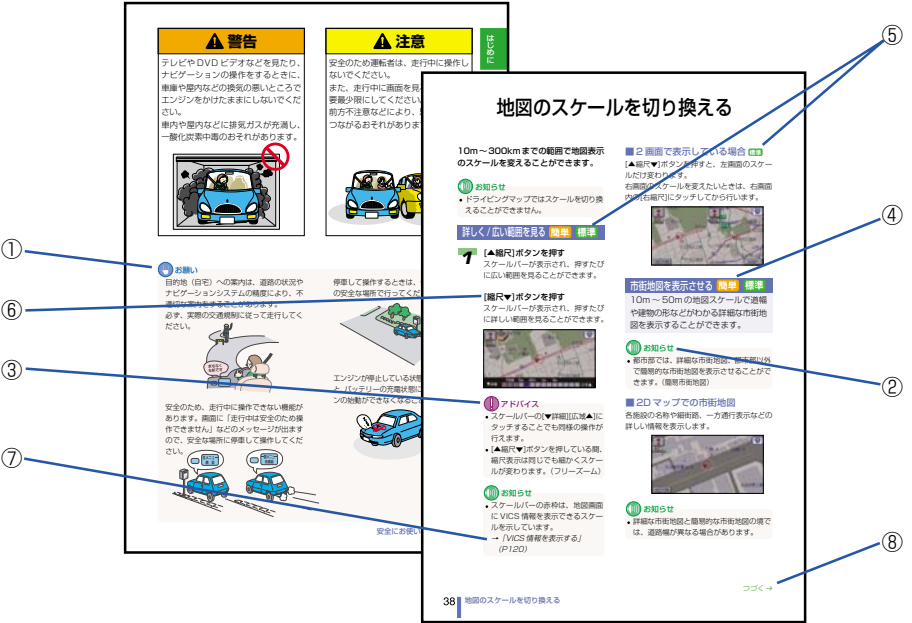 警告
テレビやDVDビデオなどを見たり、
ナビゲーションの操作をするときに、
車庫や屋内などの換気の悪いところで
エンジンをかけたままにしないでくだ
さい。
車内や屋内などに排気ガスが充満し、
一酸化炭素中毒のおそれがあります。
注意
安全のため運転者は、走行中に操作し
ないでください。
また、走行中に画面を見
要最少限にしてください
前方不注意などにより、
つながるおそれがありま
はじめに
お願い
目的地（自宅）への案内は、道路の状況や
ナビゲーションシステムの精度により、不
適切な案内をすることがあります。
必ず、実際の交通規制に従って走行してく
ださい。
安全のため、走行中に操作できない機能が
あります。画面に「走行中は安全のため操
作できません」などのメッセージが出ます
ので、安全な場所に停車して操作してくだ
さい。
停車して操作するときは、
の安全な場所で行ってくだ
エンジンが停止している状態
と、バッテリーの充電状態に
ンの始動ができなくなること
安全にお使い
地図のスケールを切り換える
10m～300kmまでの範囲で地図表示
のスケールを変えることができます。
お知らせ
• ドライビングマップではスケールを切り換
えることができません。
詳しく/広い範囲を見る 簡単 標準
1 [▲縮尺]ボタンを押す
スケールバーが表示され、押すたび
に広い範囲を見ることができます。
[縮尺▼]ボタンを押す
スケールバーが表示され、押すたび
に詳しい範囲を見ることができます。
アドバイス
• スケールバーの[▼詳細][広域▲]に
タッチすることでも同様の操作が
行えます。
• [▲縮尺▼]ボタンを押している間、
縮尺表示は同じでも細かくスケー
ルが変わります。（フリーズーム）
お知らせ
• スケールバーの赤枠は、地図画面
にVICS情報を表示できるスケー
ルを示しています。
→「VICS情報を表示する」
(P120)
■2画面で表示している場合 標準
[▲縮尺▼]ボタンを押すと、左画面のスケー
ルだけ変わります。
右画面のスケールを変えたいときは、右画面
内の[右縮尺]にタッチしてから行います。
市街地図を表示させる 簡単 標準
10m～50mの地図スケールで道幅
や建物の形などがわかる詳細な市街地
図を表示することができます。
お知らせ
• 都市部では、詳細な市街地図、都市部以外
で簡易的な市街地図を表示させることがで
きます。（簡易市街地図）
■2Dマップでの市街地図
各施設の名称や細街路、一方通行表示などの
詳しい情報を表示します。
お知らせ
• 詳細な市街地図と簡易的な市街地図の境で
は、道路幅が異なる場合があります。
つづく→
38 地図のスケールを切り換える
①
⑥
③
⑦
⑤
④
②
⑧